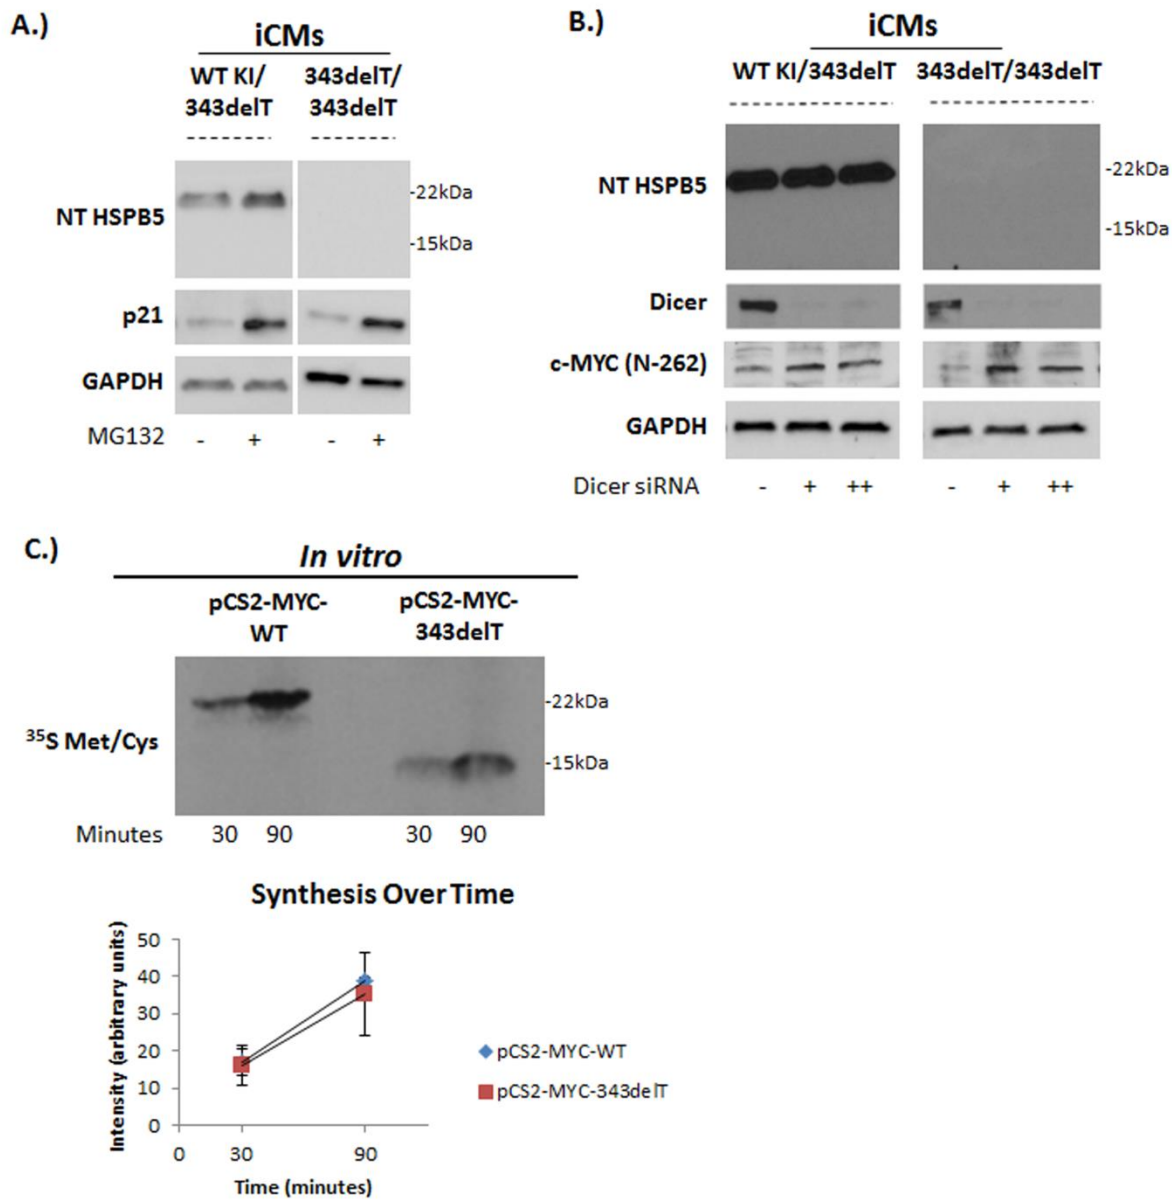 A.)
iCMs
WT KI/ 343delT/
343delT 343delT
NT HSPB5
-22kDa
-15kDa
p21
GAPDH
MG132 - + - +
B.)
iCMs
WT KI/343delT 343delT/343delT
NT HSPB5
-22kDa
-15kDa
Dicer
c-MYC (N-262)
GAPDH
Dicer siRNA - + ++ - + ++
C.)
In vitro
pCS2-MYC- pCS2-MYC-
WT 343delT
35S Met/Cys
-22kDa
-15kDa
Minutes 30 90 30 90
Synthesis Over Time
Intensity (arbitrary units)
50
40
30
20
10
0
0 30 90
Time (minutes)
pCS2-MYC-WT
pCS2-MYC-343delT